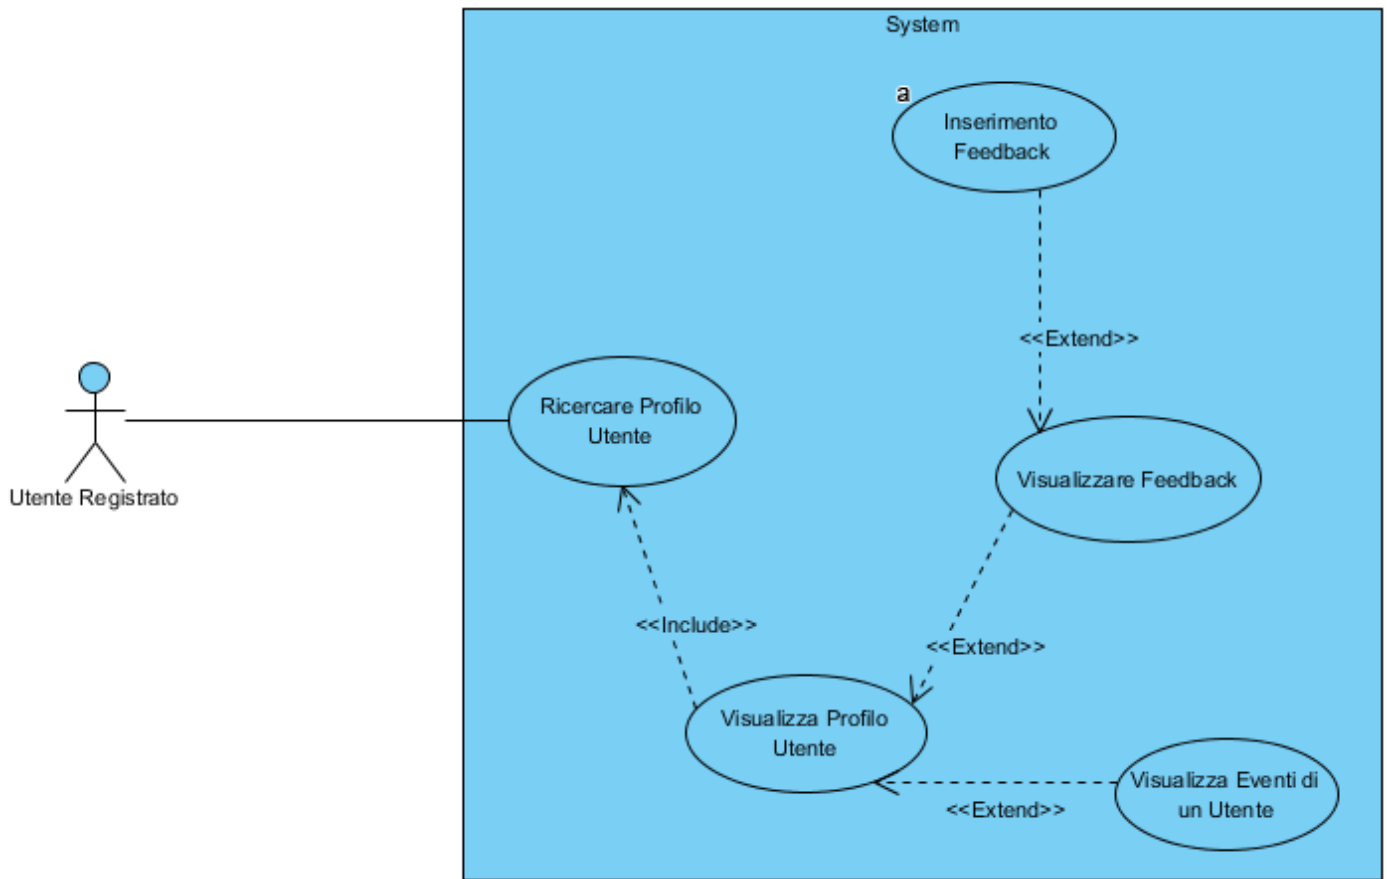 System
a
Inserimento
Feedback
<<Extend>>
Ricercare Profilo
Utente
Utente Registrato
Visualizzare Feedback
<<Include>>
<<Extend>>
Visualizza Profilo
Utente
Visualizza Eventi di
un Utente
<<Extend>>